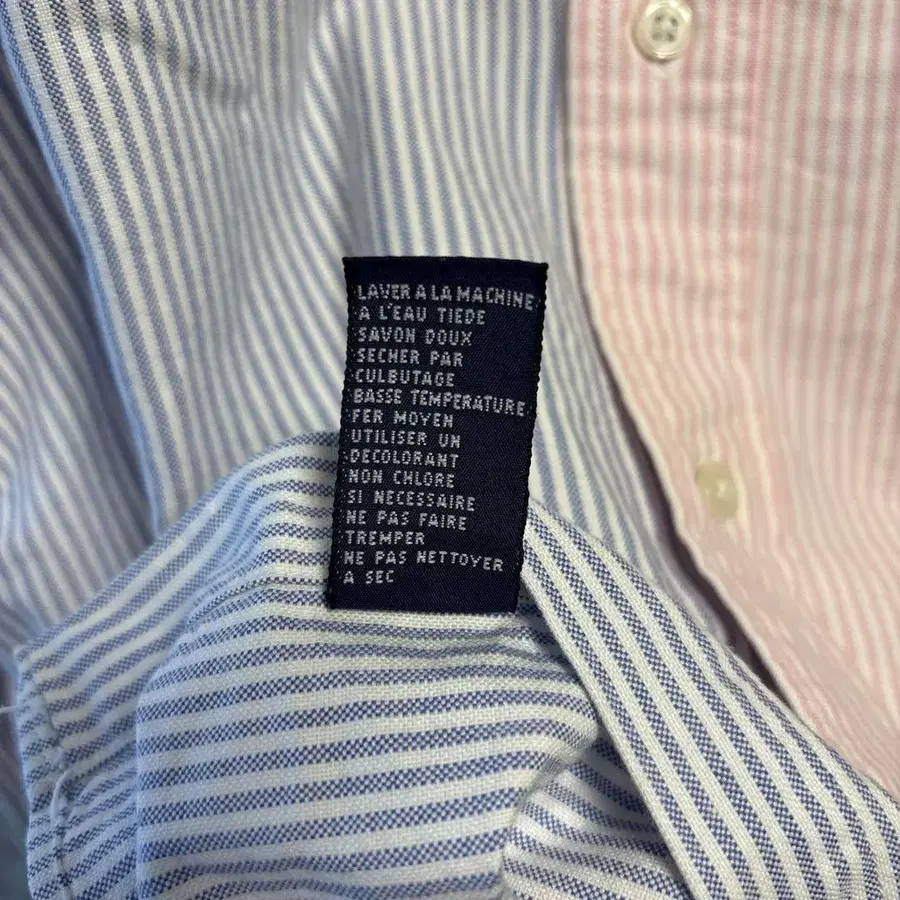 LAVER A LA MACHINE
A L'EAU TIEDE
SAVON DOUX
SECHER PAR
CULBUTAGE
BASSE TEMPERATURE
FER MOYEN
UTILISER UN
DECOLORANT
NON CHLORE
SI NECESSAIRE
NE PAS FAIRE
TREMPER
NE PAS NETTOYER
A SEC